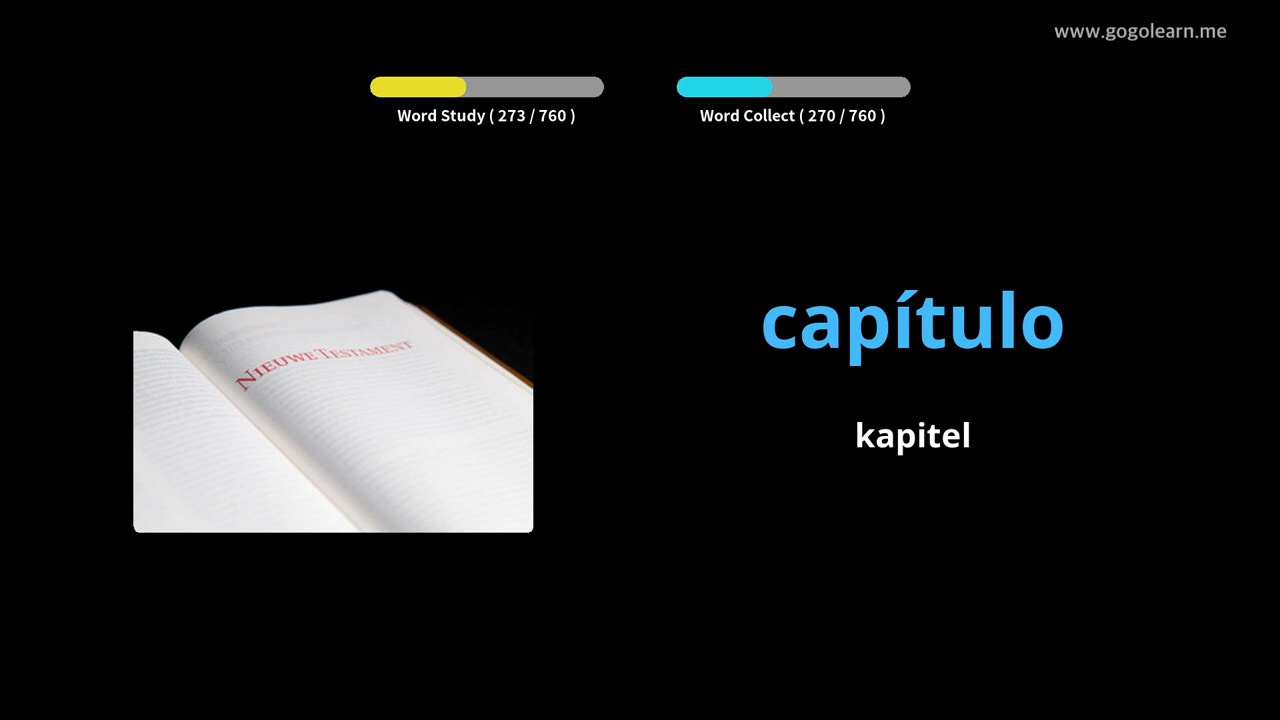 www.gogolearn.me
Word Study ( 273 / 760 )
Word Collect ( 270 / 760 )
capítulo
kapitel
NIEUWE TESTAMENT